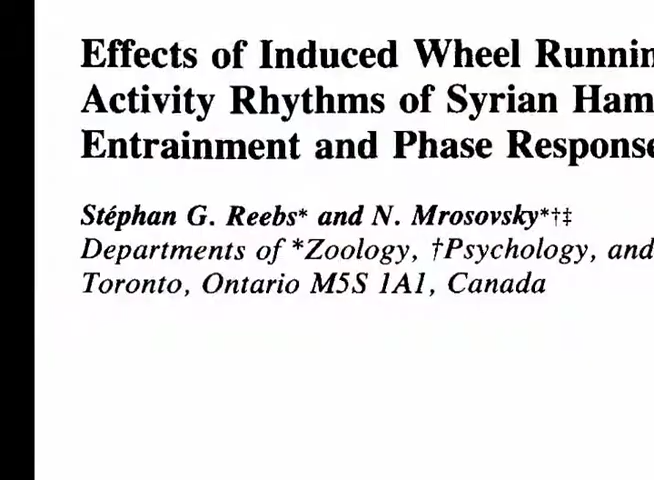 Effects of Induced Wheel Runnin
Activity Rhythms of Syrian Ham
Entrainment and Phase Response
Stéphan G. Reebs* and N. Mrosovsky*†‡
Departments of *Zoology, †Psychology, and
Toronto, Ontario M5S 1A1, Canada